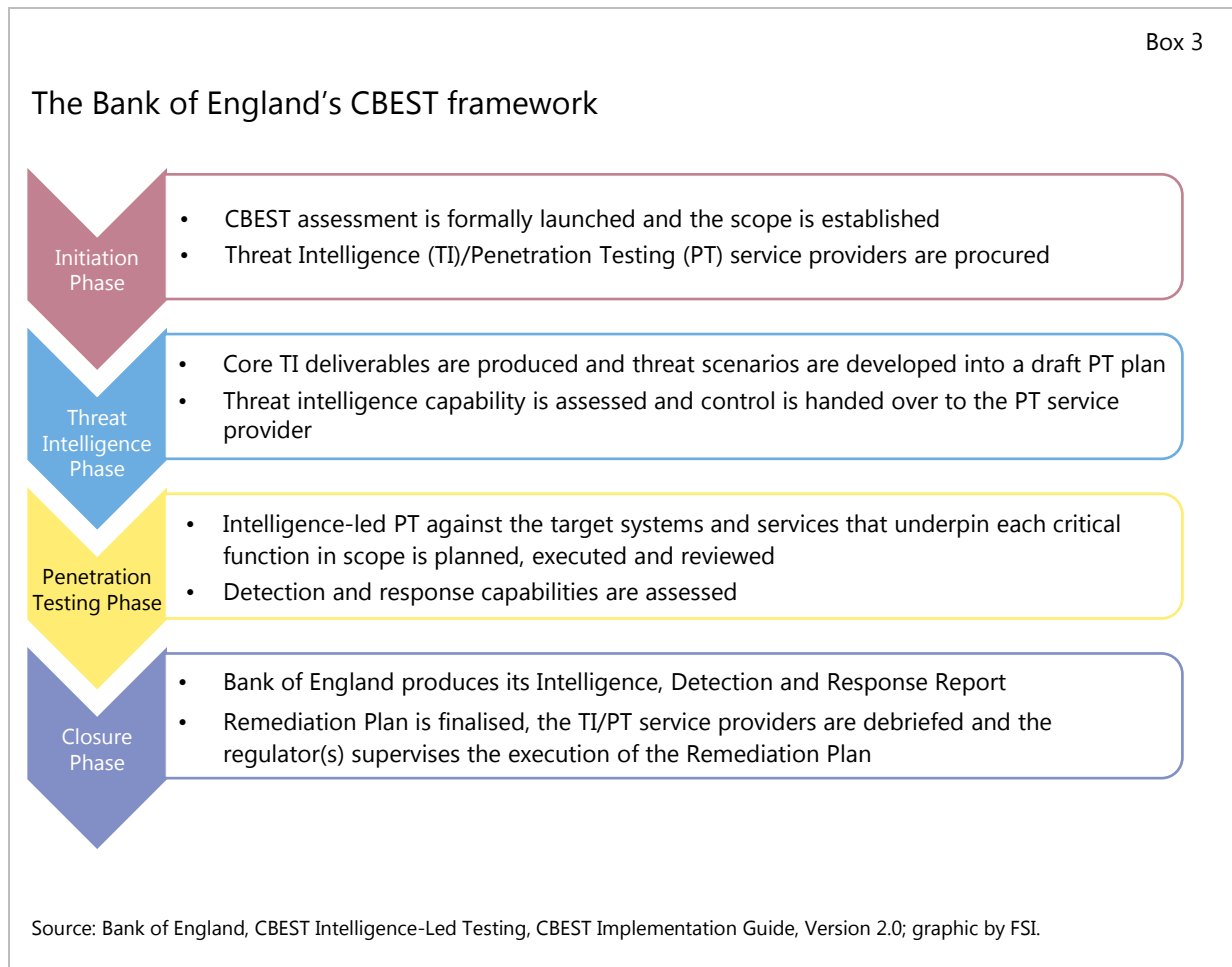 Box 3
The Bank of England's CBEST framework
Initiation
Phase
• CBEST assessment is formally launched and the scope is established
• Threat Intelligence (TI)/Penetration Testing (PT) service providers are procured
Threat
Intelligence
Phase
• Core TI deliverables are produced and threat scenarios are developed into a draft PT plan
• Threat intelligence capability is assessed and control is handed over to the PT service
provider
Penetration
Testing Phase
• Intelligence-led PT against the target systems and services that underpin each critical
function in scope is planned, executed and reviewed
• Detection and response capabilities are assessed
Closure
Phase
• Bank of England produces its Intelligence, Detection and Response Report
• Remediation Plan is finalised, the TI/PT service providers are debriefed and the
regulator(s) supervises the execution of the Remediation Plan
Source: Bank of England, CBEST Intelligence-Led Testing, CBEST Implementation Guide, Version 2.0; graphic by FSI.